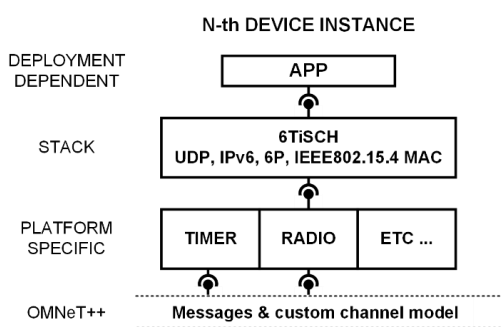 N-th DEVICE INSTANCE
DEPLOYMENT
DEPENDENT
APP
STACK
6TiSCH
UDP, IPv6, 6P, IEEE802.15.4 MAC
PLATFORM
SPECIFIC
TIMER
RADIO
ETC ...
OMNeT++
Messages & custom channel model